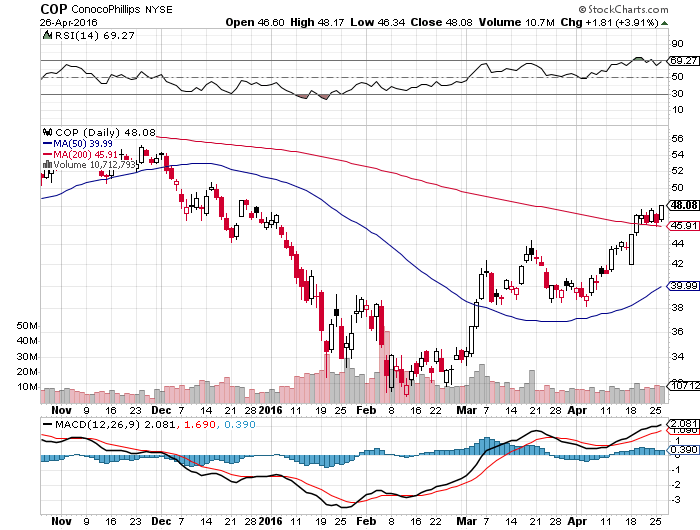 COP ConocoPhillips NYSE
© StockCharts.com
26-Apr-2016 Open 46.60 High 48.17 Low 46.34 Close 48.08 Volume 10.7M Chg +1.81 (+3.91%)
RSI(14) 69.27
90
69.27
50
30
10
COP (Daily) 48.08
MA(50) 39.99
MA(200) 45.91
Volume 10,712,793
56
54
52
50
48.08
45.91
44
42
39.99
38
36
34
50M
40M
30M
20M
10M
10712
Nov 9 16 23 Dec 7 14 21 28 2016 11 19 25 Feb 8 16 22 Mar 7 14 21 28 Apr 11 18 25
MACD(12,26,9) 2.081, 1.690, 0.390
2.081
1.690
1
0.390
-1
-2
-3
Nov 9 16 23 Dec 7 14 21 28 2016 11 19 25 Feb 8 16 22 Mar 7 14 21 28 Apr 11 18 25